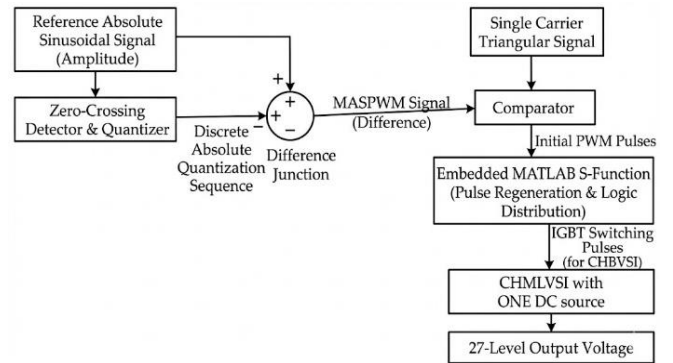 Reference Absolute
Sinusoidal Signal
(Amplitude)
Single Carrier
Triangular Signal
Zero-Crossing
Detector & Quantizer
+
+
+
−
−
Discrete
Absolute
Quantization
Sequence
Difference
Junction
MASPWM Signal
(Difference)
Comparator
Initial PWM Pulses
Embedded MATLAB S-Function
(Pulse Regeneration & Logic
Distribution)
IGBT Switching
Pulses
(for CHBVSI)
CHMLVSI with
ONE DC source
27-Level Output Voltage